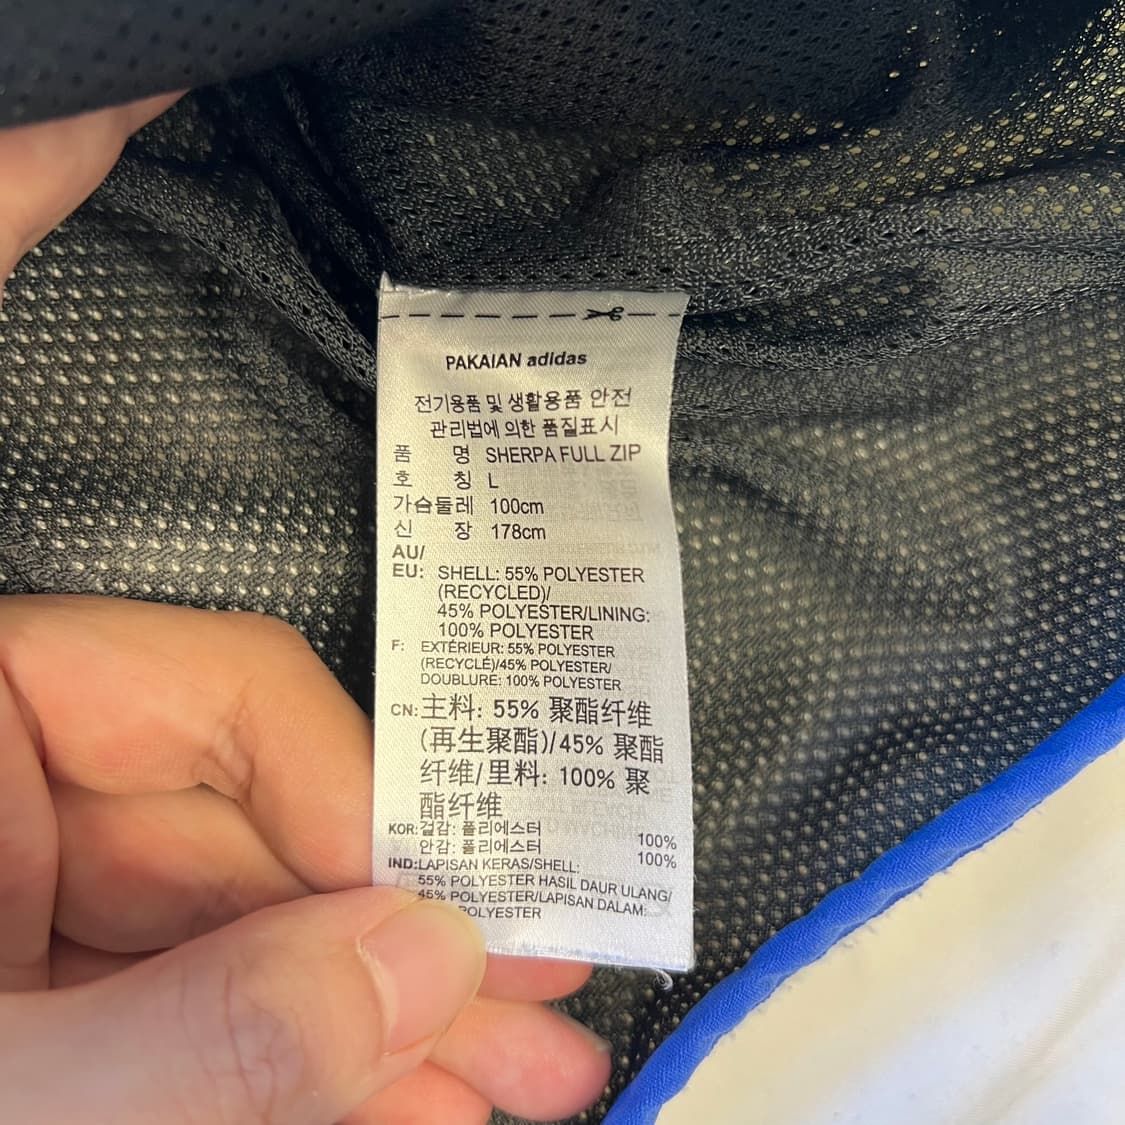 PAKAIAN adidas
전기용품 및 생활용품 안전
관리법에 의한 품질표시
품 명 SHERPA FULL ZIP
호 칭 L
가슴둘레 100cm
신 장 178cm
AU/
EU: SHELL: 55% POLYESTER
(RECYCLED)/
45% POLYESTER/LINING:
100% POLYESTER
F: EXTÉRIEUR: 55% POLYESTER
(RECYCLÉ)/45% POLYESTER/
DOUBLURE: 100% POLYESTER
CN: 主料: 55% 聚酯纤维
(再生聚酯)/45% 聚酯
纤维/里料: 100% 聚
酯纤维
KOR: 겉감: 폴리에스터 100%
안감: 폴리에스터 100%
IND: LAPISAN KERAS/SHELL:
55% POLYESTER HASIL DAUR ULANG/
45% POLYESTER/LAPISAN DALAM:
POLYESTER